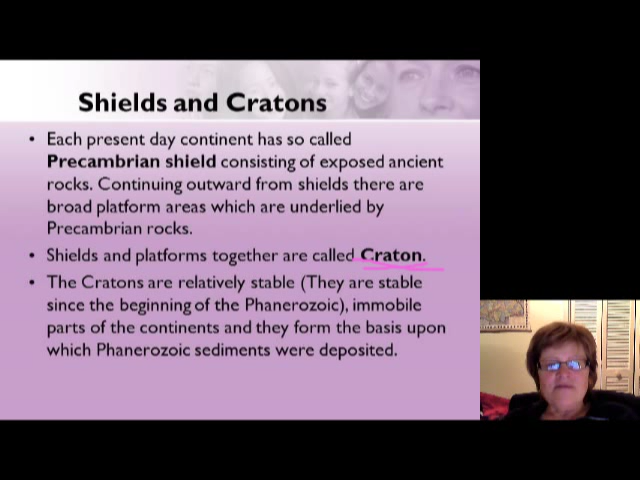 Shields and Cratons
• Each present day continent has so called
Precambrian shield consisting of exposed ancient
rocks. Continuing outward from shields there are
broad platform areas which are underlied by
Precambrian rocks.
• Shields and platforms together are called Craton.
• The Cratons are relatively stable (They are stable
since the beginning of the Phanerozoic), immobile
parts of the continents and they form the basis upon
which Phanerozoic sediments were deposited.